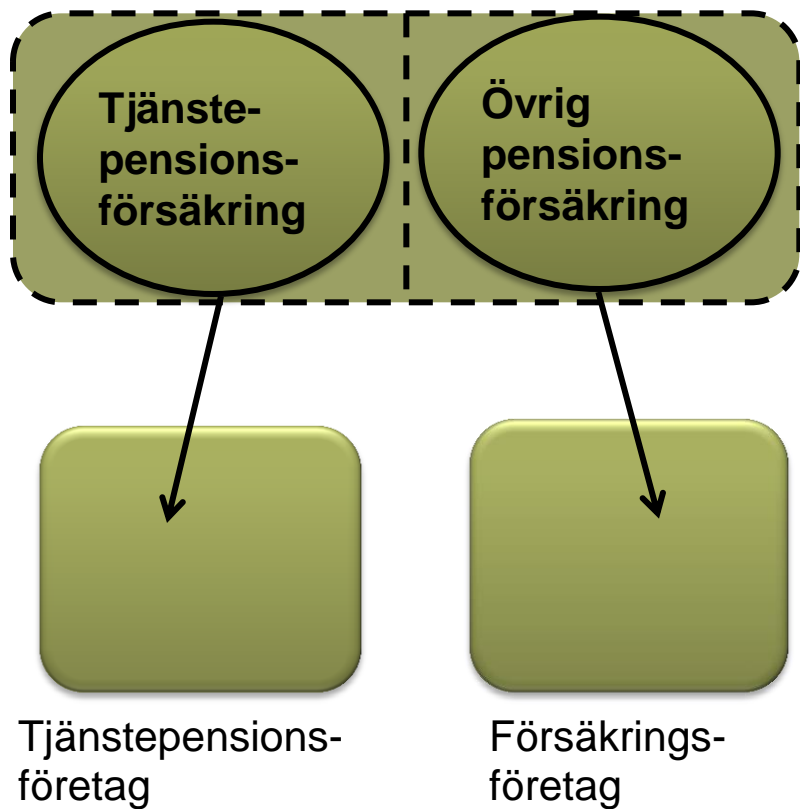 Tjänste-
pensions-
försäkring
Övrig
pensions-
försäkring
Tjänstepensions-
företag
Försäkrings-
företag